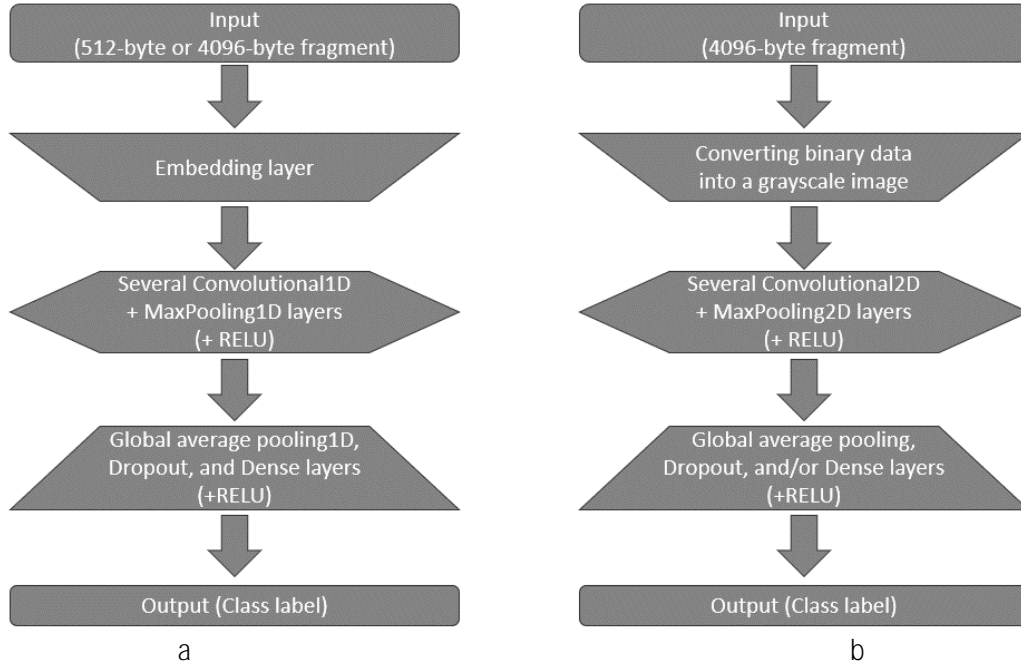 Input
(512-byte or 4096-byte fragment)
Embedding layer
Several Convolutional1D
+ MaxPooling1D layers
(+ RELU)
Global average pooling1D,
Dropout, and Dense layers
(+RELU)
Output (Class label)
a
Input
(4096-byte fragment)
Converting binary data
into a grayscale image
Several Convolutional2D
+ MaxPooling2D layers
(+ RELU)
Global average pooling,
Dropout, and/or Dense layers
(+RELU)
Output (Class label)
b